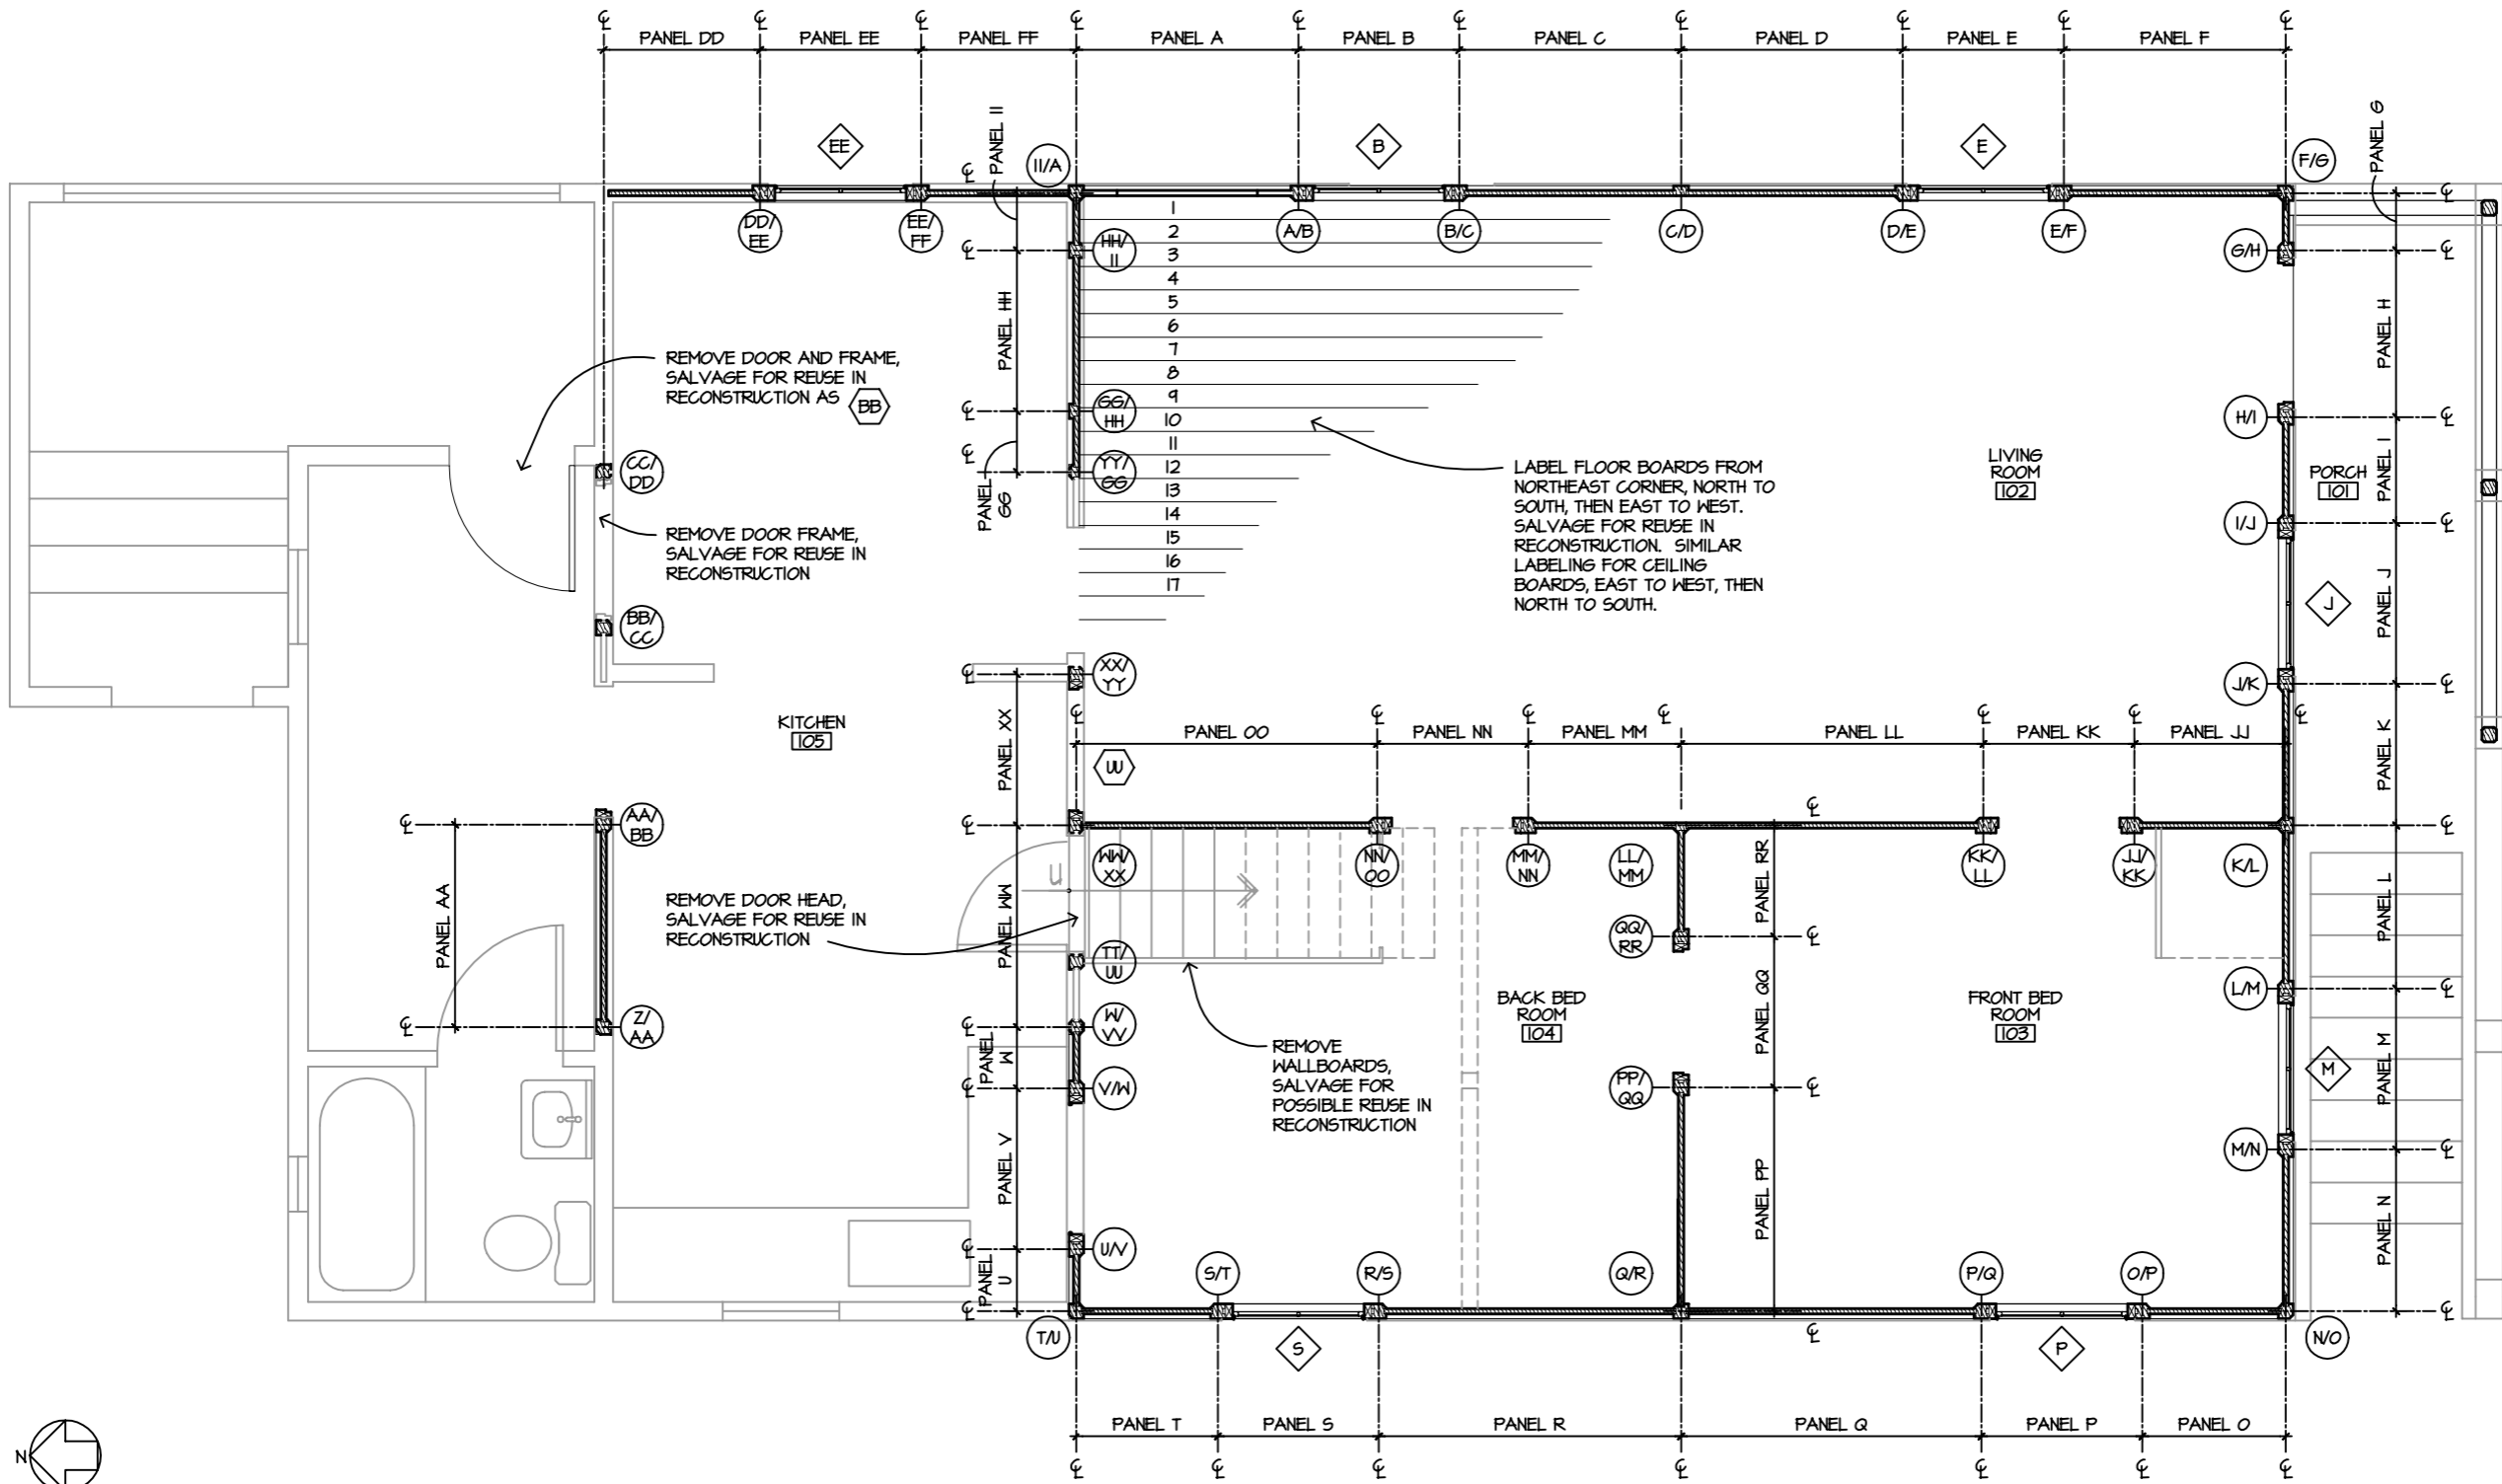 PANEL DD
PANEL EE
PANEL FF
PANEL A
PANEL B
PANEL C
PANEL D
PANEL E
PANEL F
PANEL G
PANEL II
EE
II/A
B
E
F/G
DD/
EE
EE/
FF
HH/
II
A/B
B/C
C/D
D/E
E/F
G/H
1
2
3
4
5
6
7
8
9
10
11
12
13
14
15
16
17
PANEL HH
PANEL H
REMOVE DOOR AND FRAME,
SALVAGE FOR REUSE IN
RECONSTRUCTION AS BB
GG/
HH
H/I
CC/
DD
YY/
GG
PANEL
GG
LABEL FLOOR BOARDS FROM
NORTHEAST CORNER, NORTH TO
SOUTH, THEN EAST TO WEST.
SALVAGE FOR REUSE IN
RECONSTRUCTION. SIMILAR
LABELING FOR CEILING
BOARDS, EAST TO WEST, THEN
NORTH TO SOUTH.
LIVING
ROOM
102
PORCH
101
PANEL I
I/J
REMOVE DOOR FRAME,
SALVAGE FOR REUSE IN
RECONSTRUCTION
BB/
CC
J
PANEL J
XX/
YY
J/K
KITCHEN
105
PANEL XX
PANEL OO
PANEL NN
PANEL MM
PANEL LL
PANEL KK
PANEL JJ
PANEL K
UU
AA/
BB
WW/
XX
NN/
OO
MM/
NN
LL/
MM
PANEL RR
KK/
LL
JJ/
KK
K/L
U
PANEL AA
REMOVE DOOR HEAD,
SALVAGE FOR REUSE IN
RECONSTRUCTION
PANEL WW
PANEL L
QQ/
RR
TT/
UU
PANEL QQ
L/M
BACK BED
ROOM
104
FRONT BED
ROOM
103
Z/
AA
PANEL
W
V/W
REMOVE
WALLBOARDS,
SALVAGE FOR
POSSIBLE REUSE IN
RECONSTRUCTION
PP/
QQ
M
PANEL M
PANEL V
PANEL PP
M/N
PANEL N
U/V
PANEL
U
S/T
R/S
Q/R
P/Q
O/P
T/U
S
P
N/O
PANEL T
PANEL S
PANEL R
PANEL Q
PANEL P
PANEL O
N